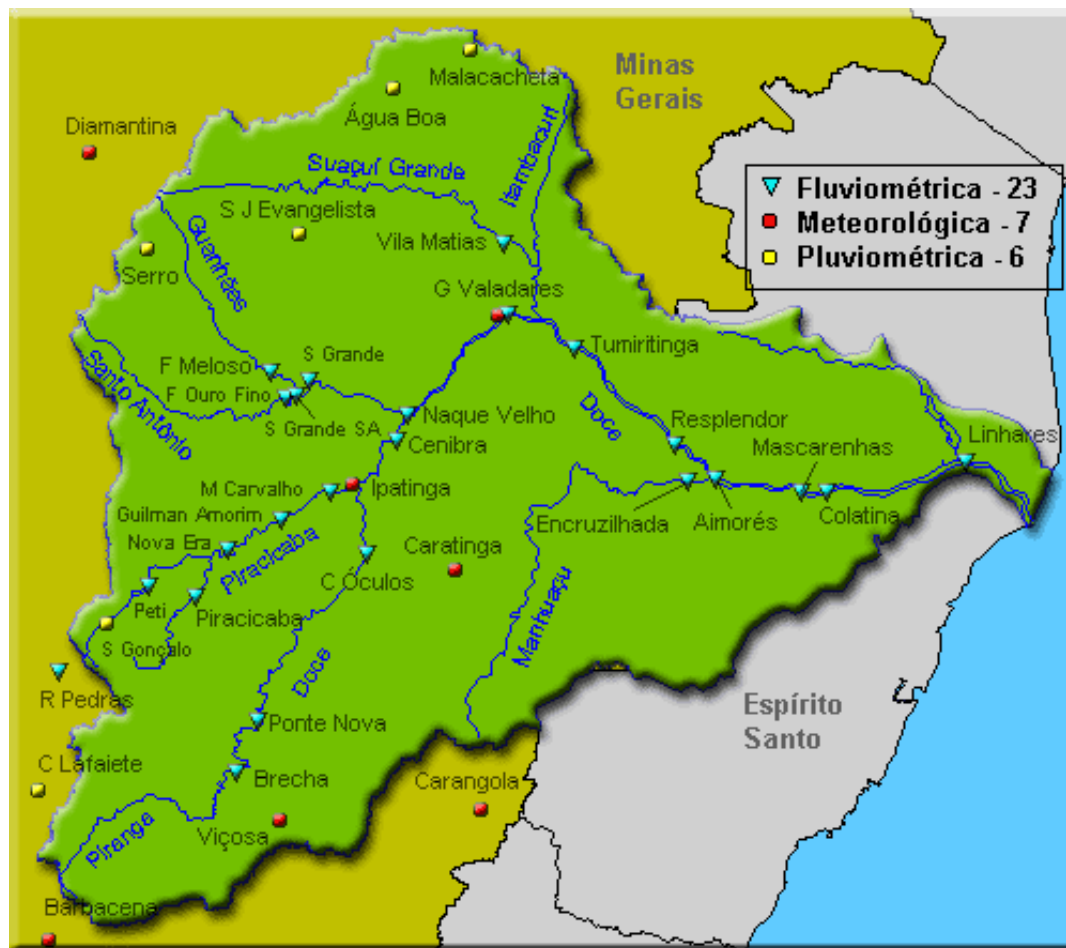 Minas
Gerais
Malacacheta
Água Boa
Diamantina
Suaçuí Grande
Itambacuri
Fluviométrica - 23
Meteorológica - 7
Pluviométrica - 6
S J Evangelista
Vila Matias
Guanhães
Serro
G Valadares
Tumiritinga
F Meloso
S Grande
Santo Antônio
F Ouro Fino
S Grande SA
Naque Velho
Cenibra
Doce
Resplendor
Mascarenhas
Linhares
M Carvalho
Ipatinga
Guilman Amorim
Encruzilhada
Aimorés
Colatina
Nova Era
Piracicaba
Caratinga
C Óculos
Peti
Piracicaba
Manhuaçu
S Gonçalo
R Pedras
Doce
Ponte Nova
Espírito
Santo
C Lafaiete
Brecha
Carangola
Piranga
Viçosa
Barbacena